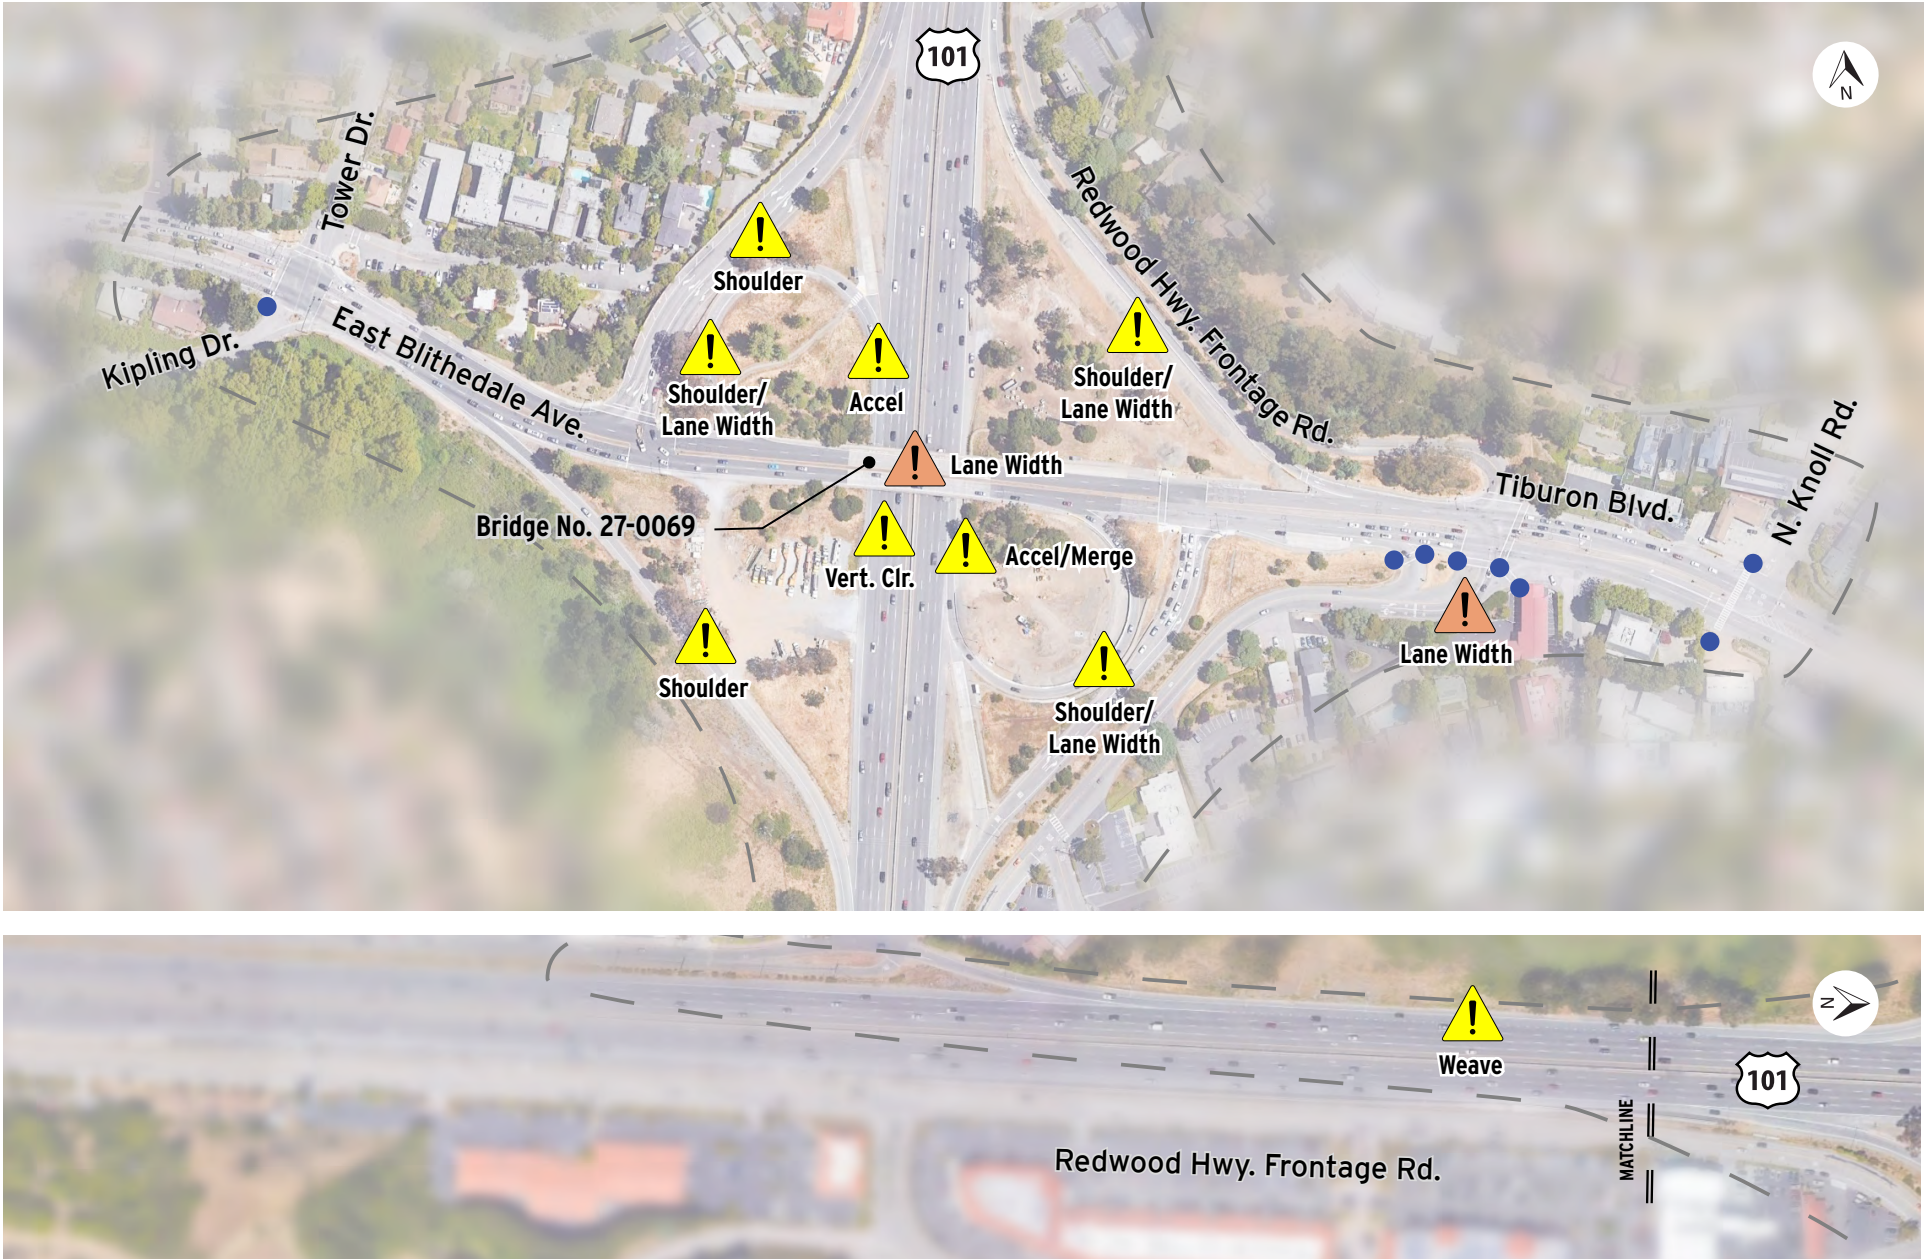 101
N
Tower Dr.
Redwood Hwy. Frontage Rd.
Shoulder
Kipling Dr.
East Blithedale Ave.
Shoulder/
Lane Width
Accel
Shoulder/
Lane Width
Lane Width
Bridge No. 27-0069
Vert. Clr.
Accel/Merge
Tiburon Blvd.
N. Knoll Rd.
Lane Width
Shoulder
Shoulder/
Lane Width
N
Weave
101
MATCHLINE
Redwood Hwy. Frontage Rd.